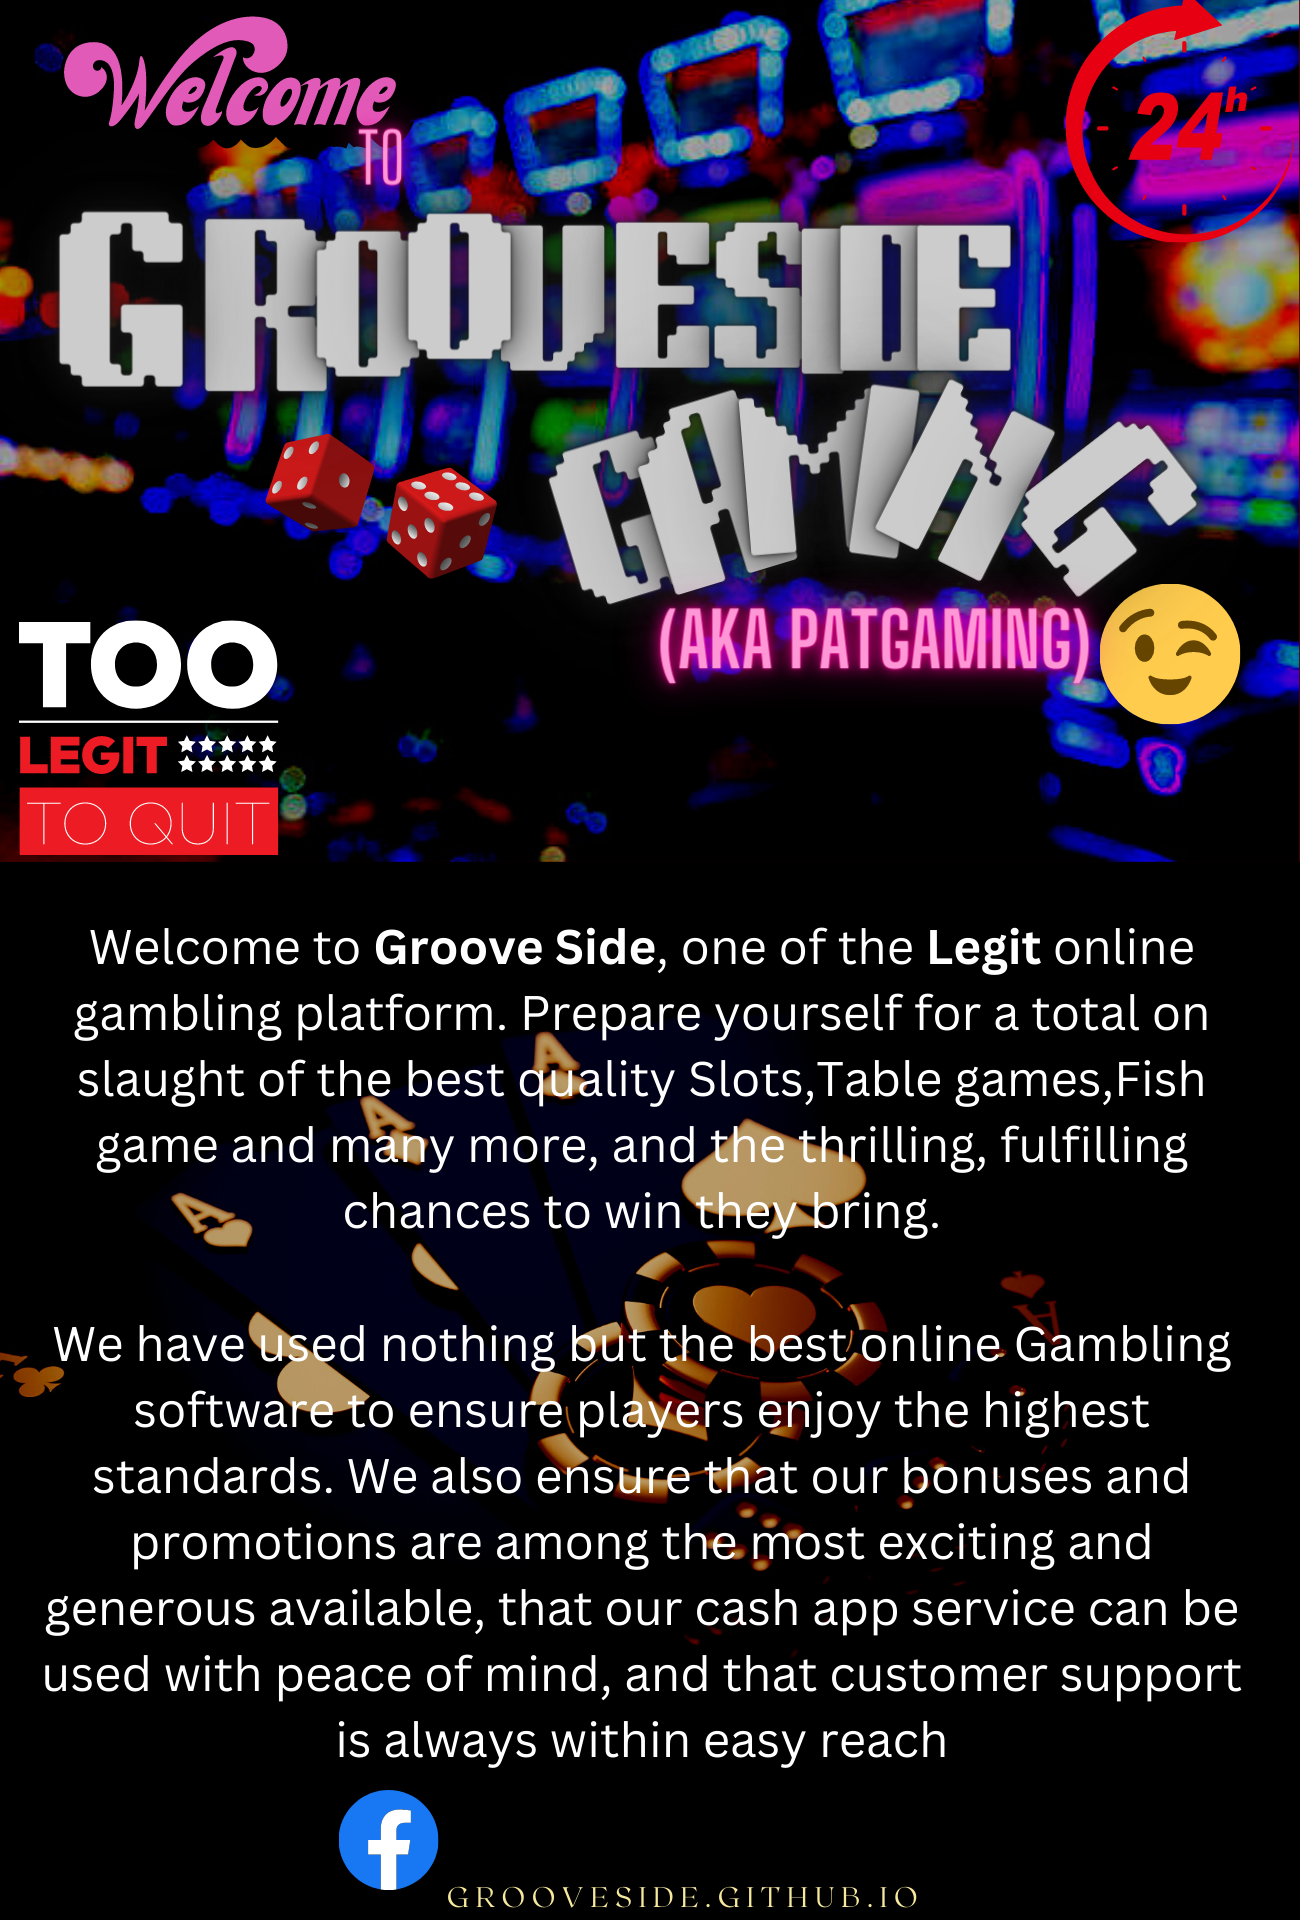 Welcome
TO
24h
GROOVESIDE
GAMING
(AKA PATGAMING)
TOO
LEGIT
TO QUIT
Welcome to Groove Side, one of the Legit online
gambling platform. Prepare yourself for a total on
slaught of the best quality Slots,Table games,Fish
game and many more, and the thrilling, fulfilling
chances to win they bring.
We have used nothing but the best online Gambling
software to ensure players enjoy the highest
standards. We also ensure that our bonuses and
promotions are among the most exciting and
generous available, that our cash app service can be
used with peace of mind, and that customer support
is always within easy reach
GROOVESIDE.GITHUB.IO